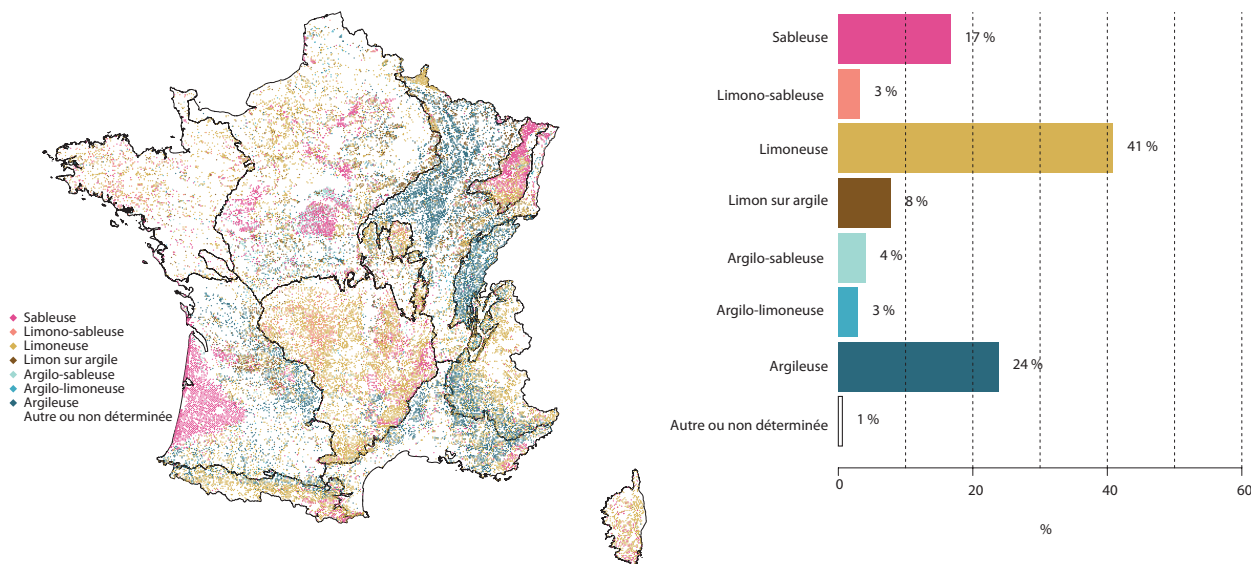 Sableuse
Limono-sableuse
Limoneuse
Limon sur argile
Argilo-sableuse
Argilo-limoneuse
Argileuse
Autre ou non déterminée
Sableuse
17 %
Limono-sableuse
3 %
Limoneuse
41 %
Limon sur argile
8 %
Argilo-sableuse
4 %
Argilo-limoneuse
3 %
Argileuse
24 %
Autre ou non déterminée
1 %
0 20 40 60
%